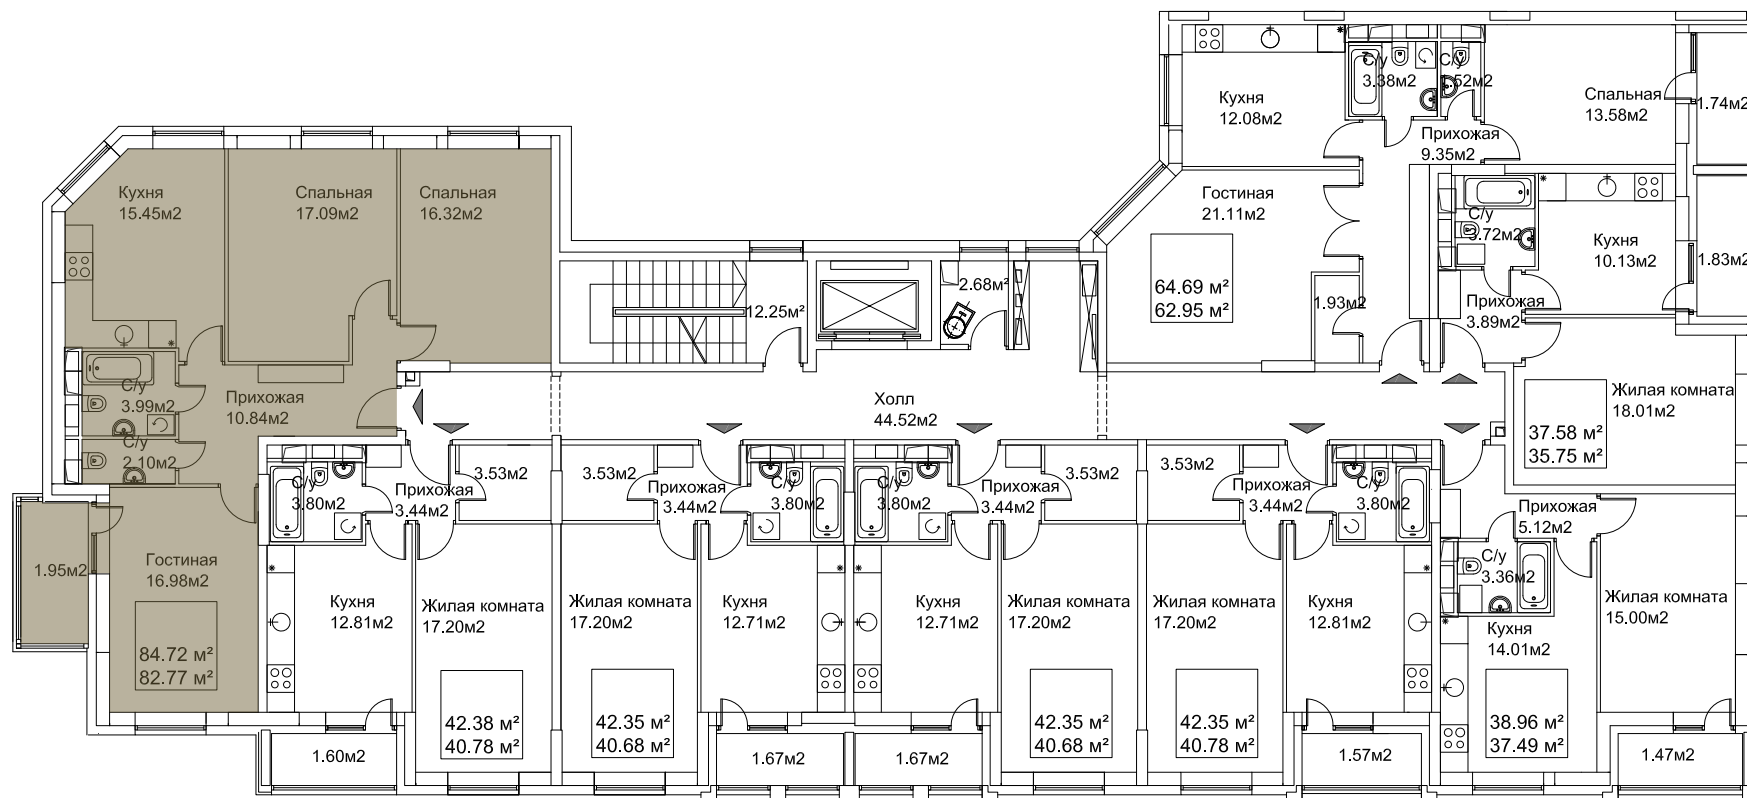 Кухня
15.45м2
Спальная
17.09м2
Спальная
16.32м2
С/у
3.99м2
С/у
2.10м2
Прихожая
10.84м2
1.95м2
Гостиная
16.98м2
84.72 м²
82.77 м²
12.25м²
2.68м²
Холл
44.52м2
С/у
3.80м2
Прихожая
3.44м2
3.53м2
Кухня
12.81м2
Жилая комната
17.20м2
42.38 м²
40.78 м²
1.60м2
3.53м2
Прихожая
3.44м2
С/у
3.80м2
Жилая комната
17.20м2
Кухня
12.71м2
42.35 м²
40.68 м²
1.67м2
С/у
3.80м2
Прихожая
3.44м2
3.53м2
Кухня
12.71м2
Жилая комната
17.20м2
42.35 м²
40.68 м²
1.67м2
3.53м2
Прихожая
3.44м2
С/у
3.80м2
Жилая комната
17.20м2
Кухня
12.81м2
42.35 м²
40.78 м²
1.57м2
Кухня
12.08м2
С/у
3.38м2
С/у
.52м2
Спальная
13.58м2
1.74м2
Прихожая
9.35м2
Гостиная
21.11м2
64.69 м²
62.95 м²
1.93м2
С/у
3.72м2
Кухня
10.13м2
1.83м2
Прихожая
3.89м2
Жилая комната
18.01м2
37.58 м²
35.75 м²
Прихожая
5.12м2
С/у
3.36м2
Жилая комната
15.00м2
Кухня
14.01м2
38.96 м²
37.49 м²
1.47м2